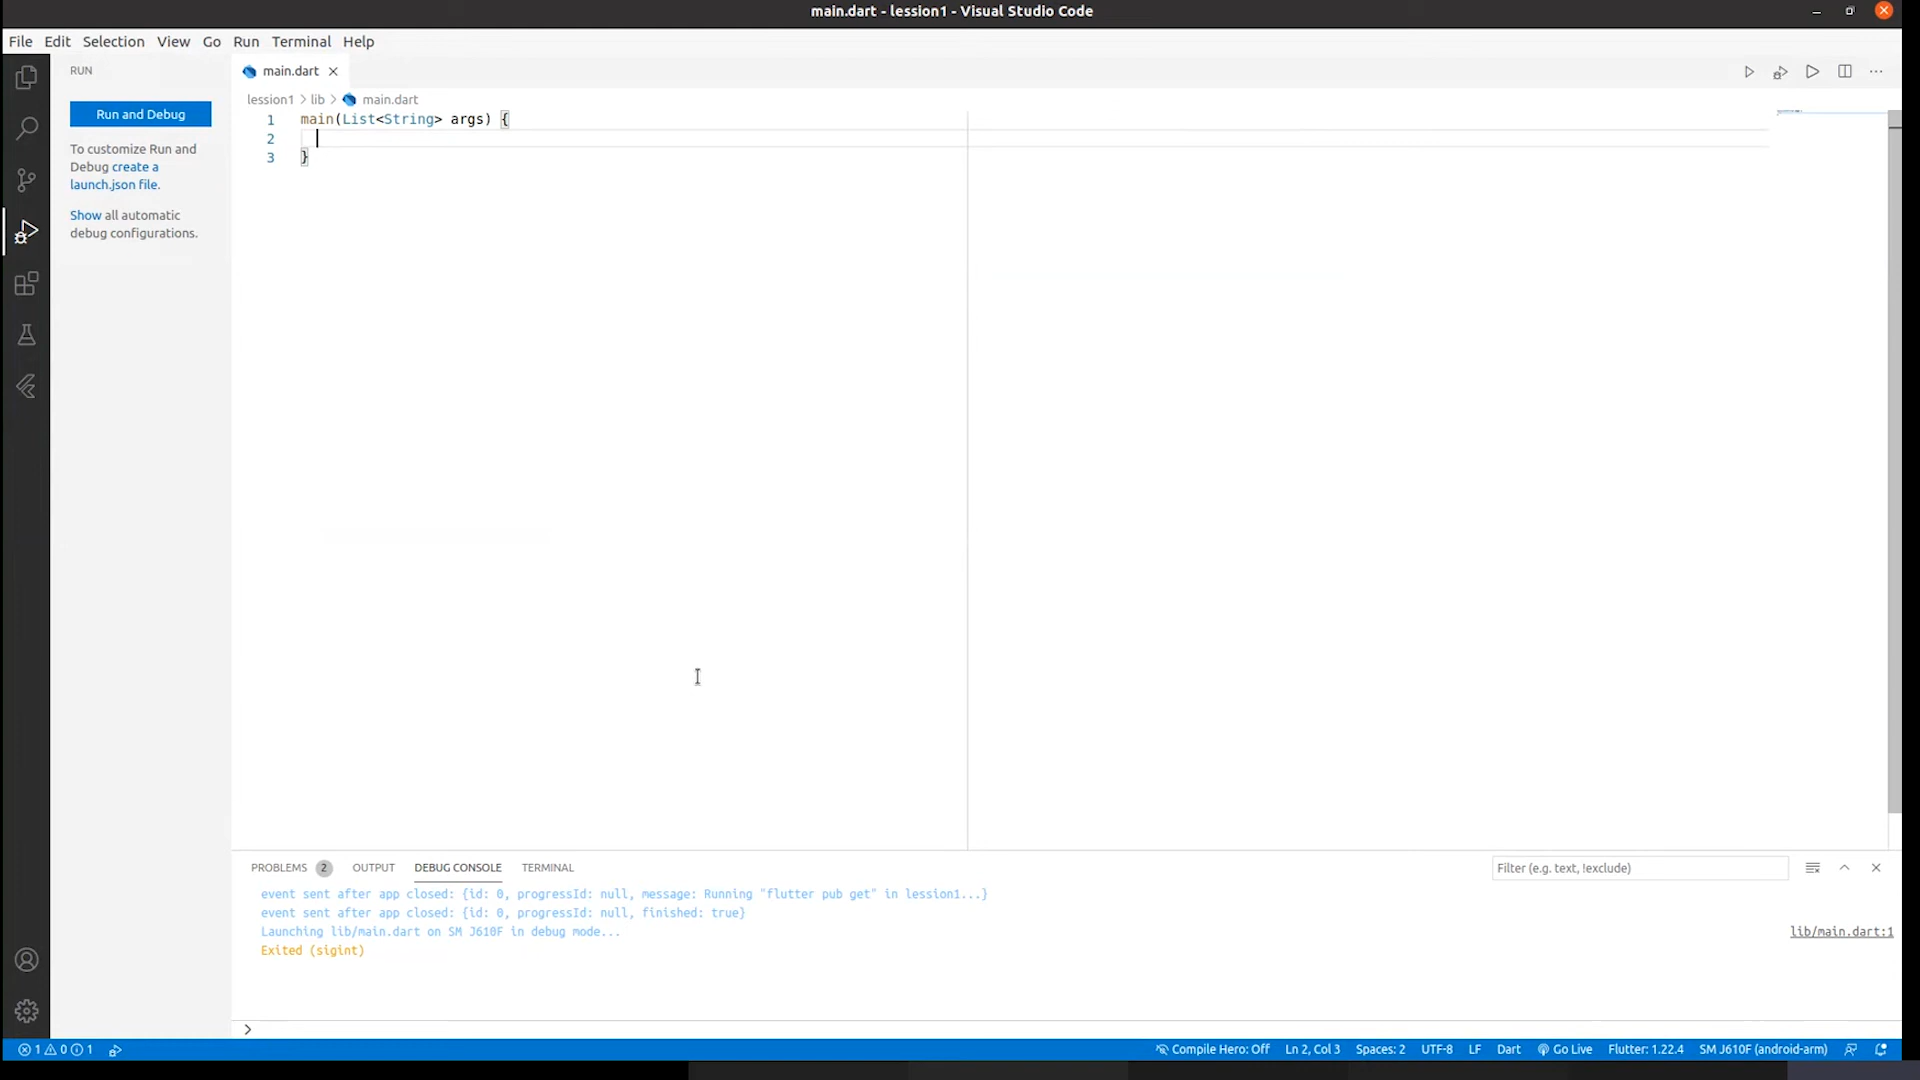 main.dart - lession1 - Visual Studio Code
File Edit Selection View Go Run Terminal Help
RUN
main.dart
Run and Debug
To customize Run and
Debug create a
launch.json file.
Show all automatic
debug configurations.
lession1 > lib > main.dart
1 main(List<String> args) {
2
3 }
PROBLEMS 2 OUTPUT DEBUG CONSOLE TERMINAL
Filter (e.g. text, !exclude)
event sent after app closed: {id: 0, progressId: null, message: Running "flutter pub get" in lession1...}
event sent after app closed: {id: 0, progressId: null, finished: true}
Launching lib/main.dart on SM J610F in debug mode...
lib/main.dart:1
Exited (sigint)
>
1 0 1 Compile Hero: Off Ln 2, Col 3 Spaces: 2 UTF-8 LF Dart Go Live Flutter: 1.22.4 SM J610F (android-arm)